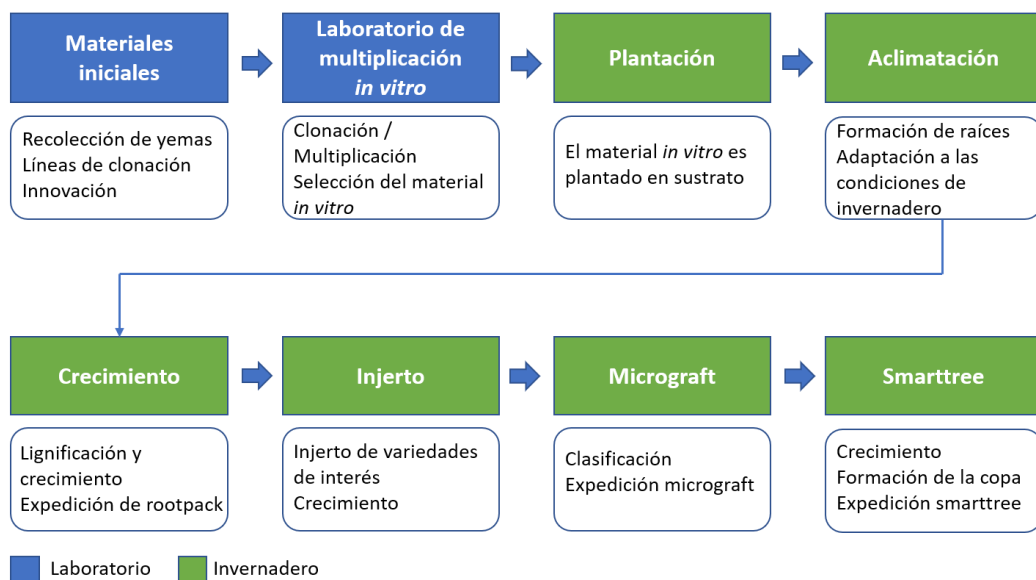 Materiales
iniciales
Laboratorio de
multiplicación
in vitro
Plantación
Aclimatación
Recolección de yemas
Líneas de clonación
Innovación
Clonación /
Multiplicación
Selección del material
in vitro
El material in vitro es
plantado en sustrato
Formación de raíces
Adaptación a las
condiciones de
invernadero
Crecimiento
Injerto
Micrograft
Smarttree
Lignificación y
crecimiento
Expedición de rootpack
Injerto de variedades
de interés
Crecimiento
Clasificación
Expedición micrograft
Crecimiento
Formación de la copa
Expedición smarttree
Laboratorio
Invernadero